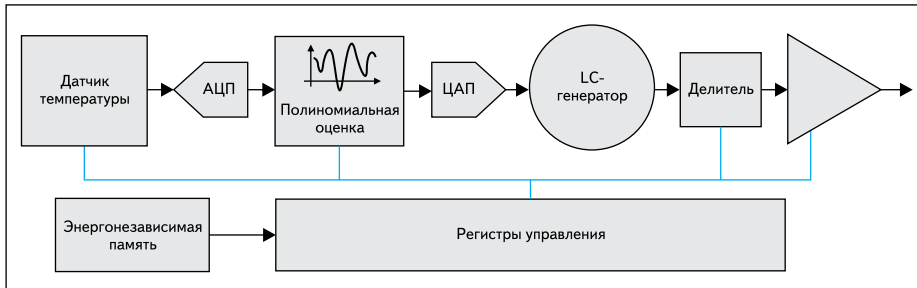 Датчик
температуры
АЦП
Полиномиальная
оценка
ЦАП
LC-
генератор
Делитель
Энергонезависимая
память
Регистры управления